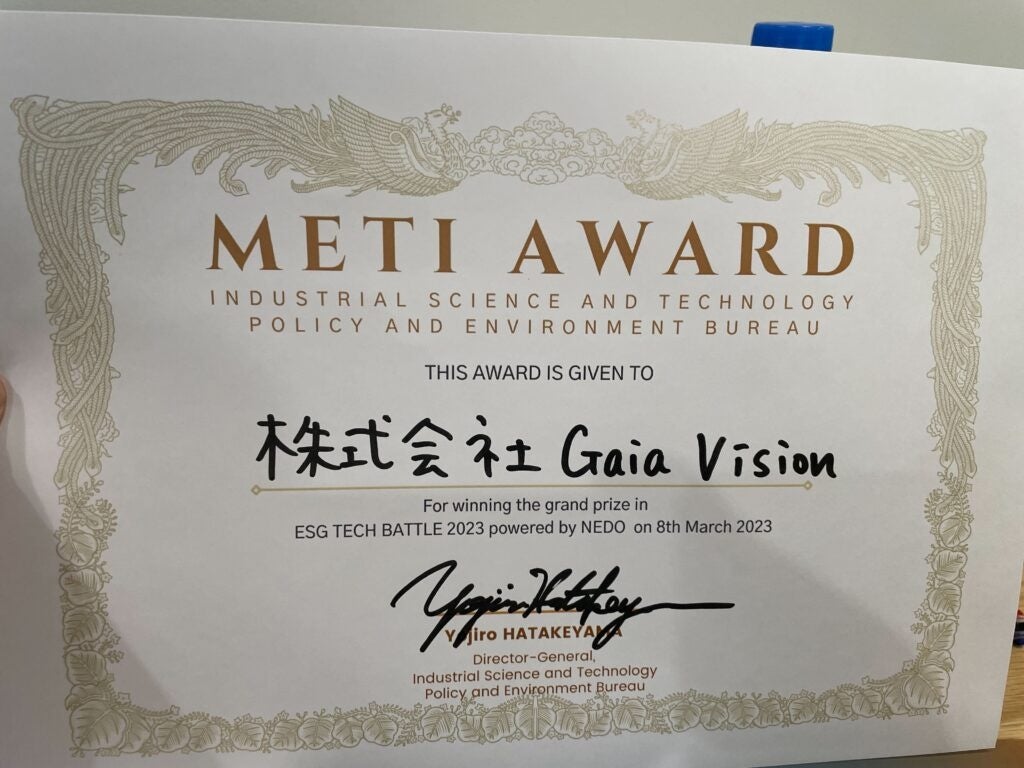 METI AWARD
INDUSTRIAL SCIENCE AND TECHNOLOGY
POLICY AND ENVIRONMENT BUREAU
THIS AWARD IS GIVEN TO
株式会社 Gaia Vision
For winning the grand prize in
ESG TECH BATTLE 2023 powered by NEDO on 8th March 2023
Yojiro HATAKEYAMA
Director-General,
Industrial Science and Technology
Policy and Environment Bureau